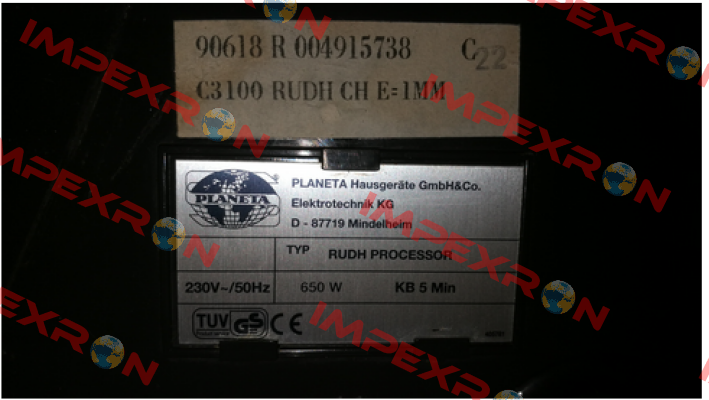 90618 R 004915738 C22
C3100 RUDH CH E=1MM
PLANETA
®
PLANETA Hausgeräte GmbH&Co.
Elektrotechnik KG
D - 87719 Mindelheim
TYP RUDH PROCESSOR
230V~/50Hz 650 W KB 5 Min
TÜV GS CE
IMPEXRON
IMPEXRON
IMPEXRON
IMPEXRON
IMPEXRON
IMPEXRON